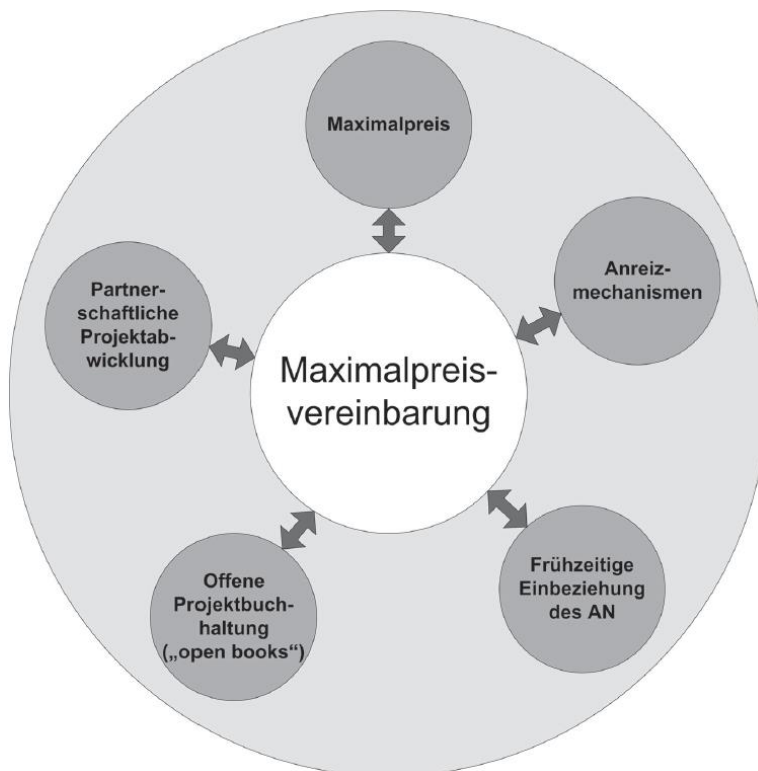 Maximalpreis
Anreiz-
mechanismen
Partner-
schaftliche
Projektab-
wicklung
Maximalpreis-
vereinbarung
Offene
Projektbuch-
haltung
(„open books“)
Frühzeitige
Einbeziehung
des AN